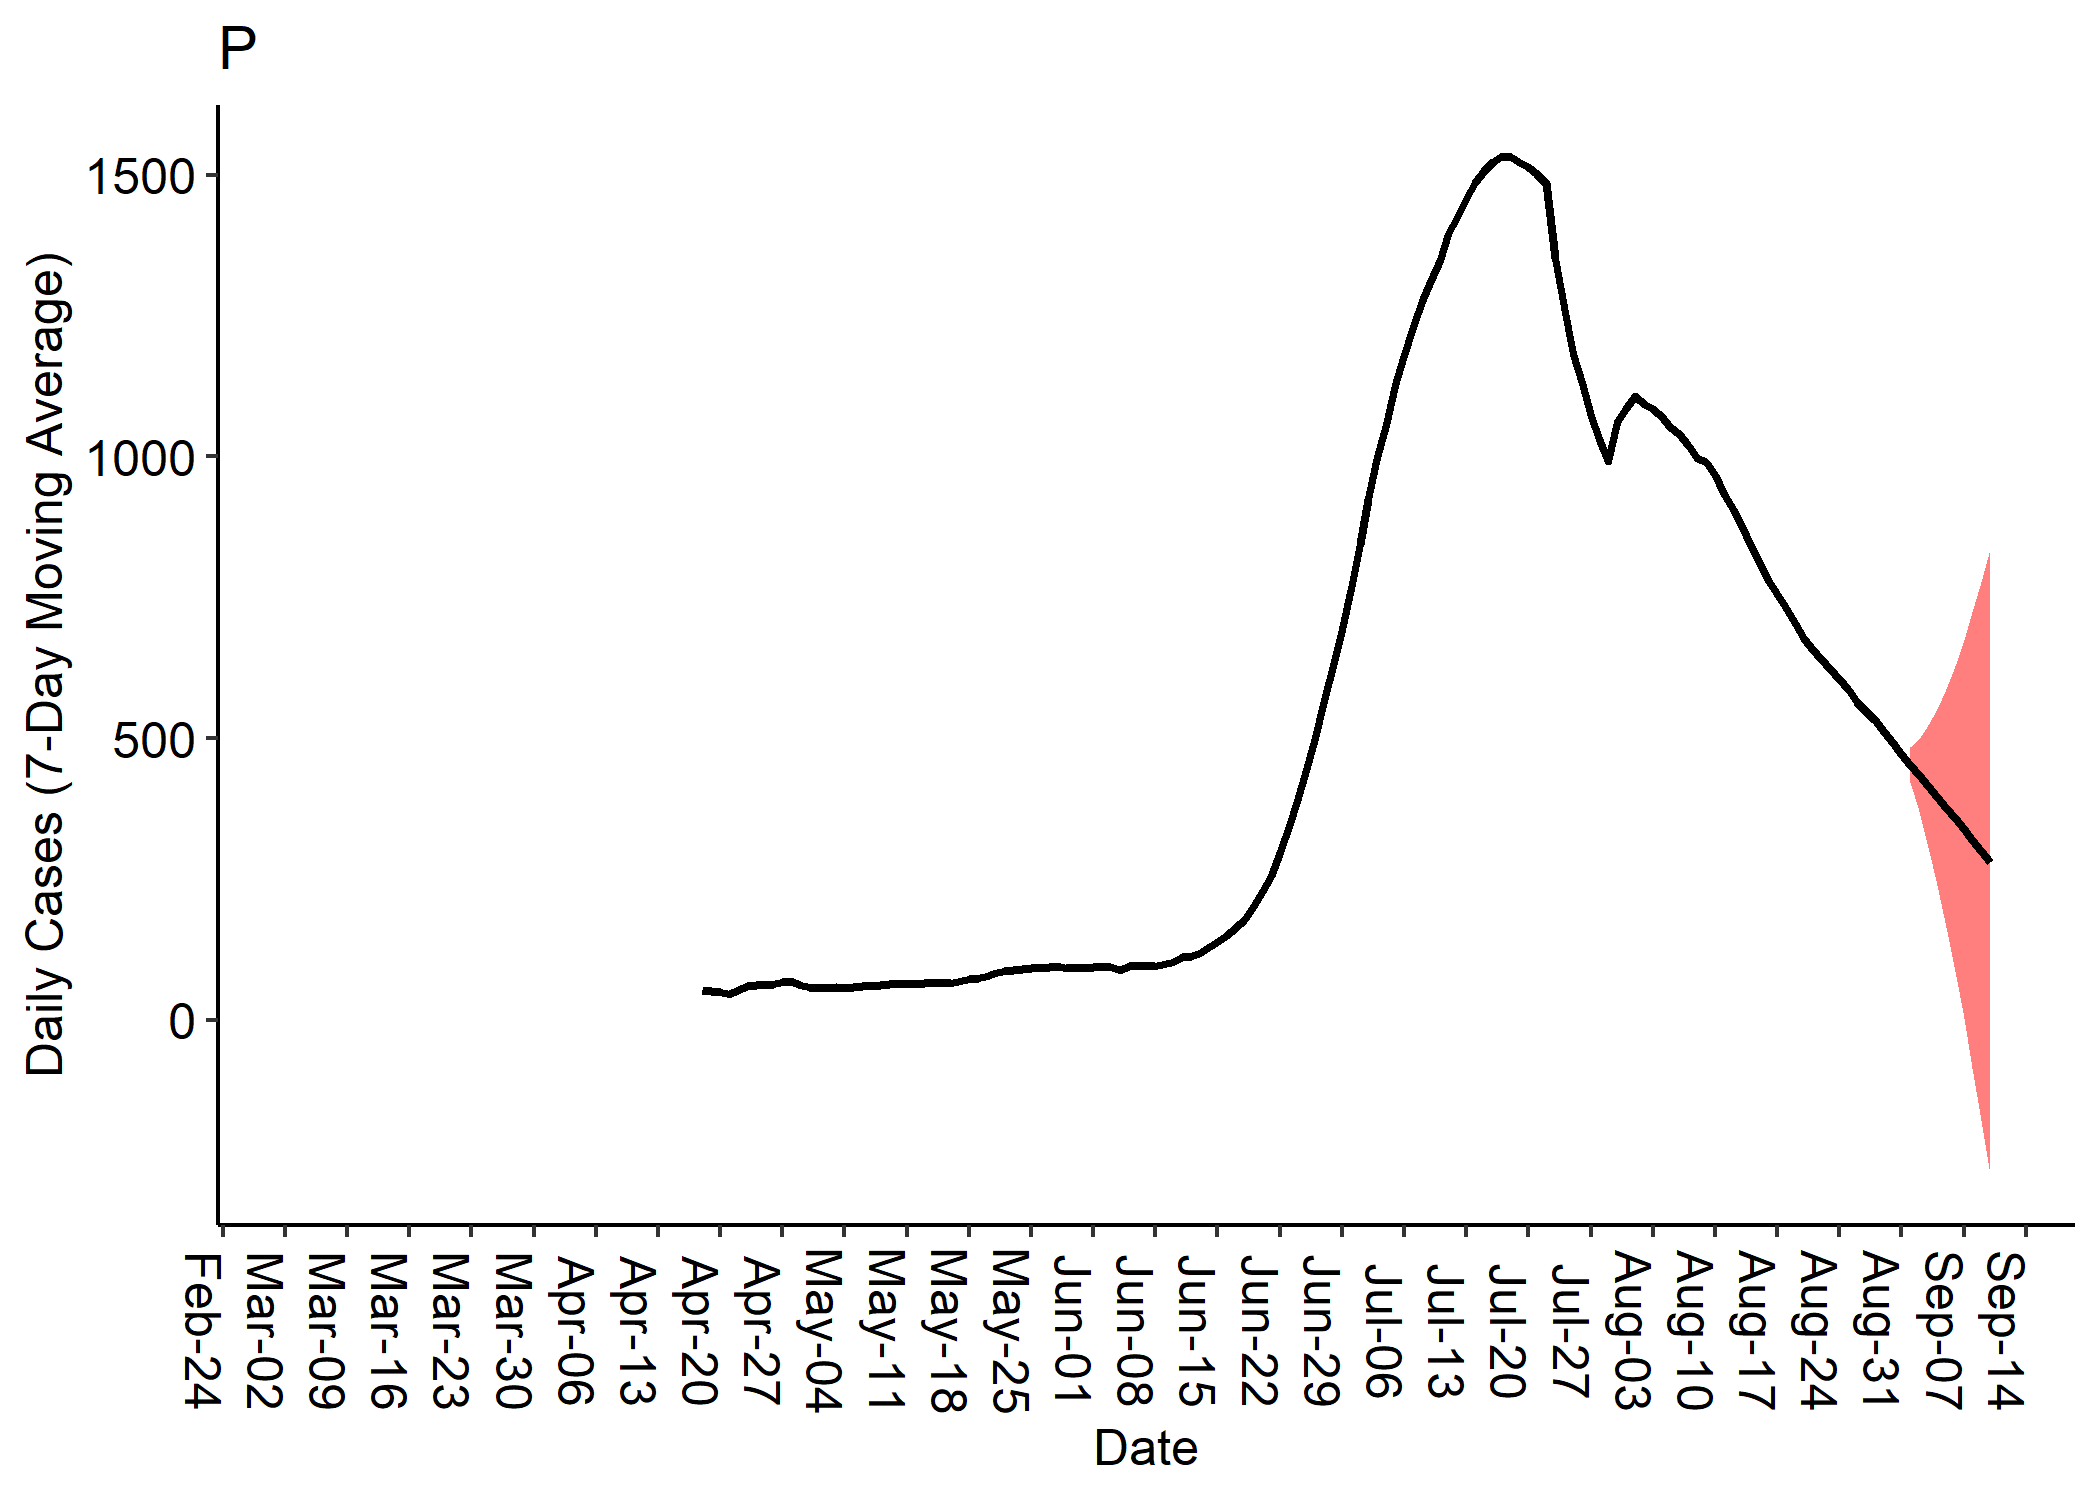 P
Daily Cases (7-Day Moving Average)
1500
1000
500
0
Feb-24
Mar-02
Mar-09
Mar-16
Mar-23
Mar-30
Apr-06
Apr-13
Apr-20
Apr-27
May-04
May-11
May-18
May-25
Jun-01
Jun-08
Jun-15
Jun-22
Jun-29
Jul-06
Jul-13
Jul-20
Jul-27
Aug-03
Aug-10
Aug-17
Aug-24
Aug-31
Sep-07
Sep-14
Date